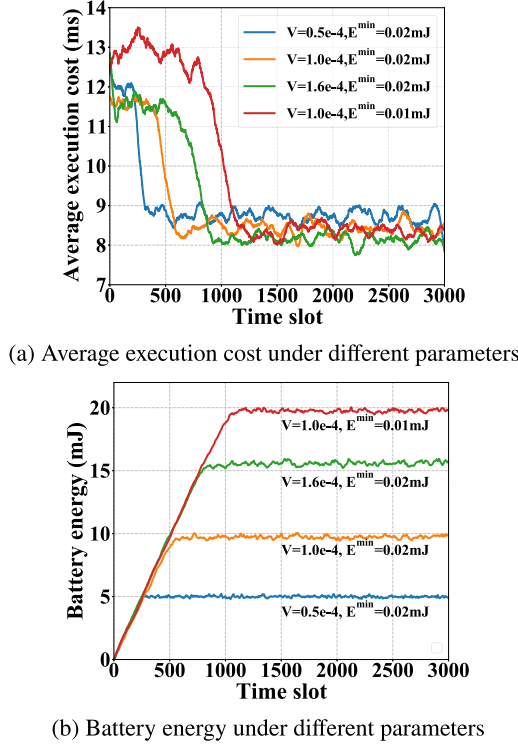 14
13
12
11
10
9
8
7
Average execution cost (ms)
V=0.5e-4,E^min=0.02mJ
V=1.0e-4,E^min=0.02mJ
V=1.6e-4,E^min=0.02mJ
V=1.0e-4,E^min=0.01mJ
0 500 1000 1500 2000 2500 3000
Time slot
(a) Average execution cost under different parameters
20
15
10
5
0
Battery energy (mJ)
V=1.0e-4, E^min=0.01mJ
V=1.6e-4, E^min=0.02mJ
V=1.0e-4, E^min=0.02mJ
V=0.5e-4, E^min=0.02mJ
0 500 1000 1500 2000 2500 3000
Time slot
(b) Battery energy under different parameters